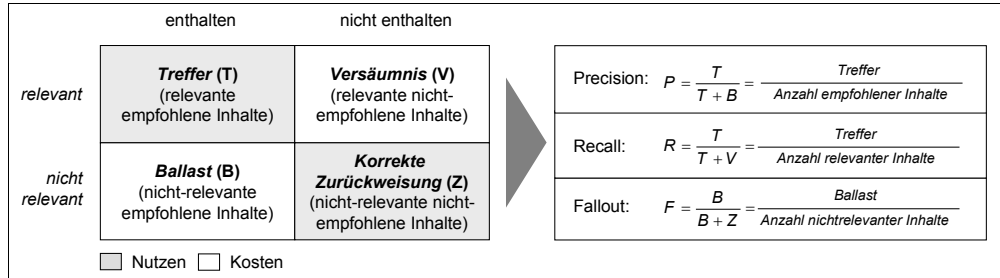 enthalten nicht enthalten
relevant
Treffer (T)
(relevante
empfohlene Inhalte)
Versäumnis (V)
(relevante nicht-
empfohlene Inhalte)
nicht
relevant
Ballast (B)
(nicht-relevante
empfohlene Inhalte)
Korrekte
Zurückweisung (Z)
(nicht-relevante nicht-
empfohlene Inhalte)
Nutzen Kosten
Precision: P = T / (T + B) = Treffer / Anzahl empfohlener Inhalte
Recall: R = T / (T + V) = Treffer / Anzahl relevanter Inhalte
Fallout: F = B / (B + Z) = Ballast / Anzahl nichtrelevanter Inhalte